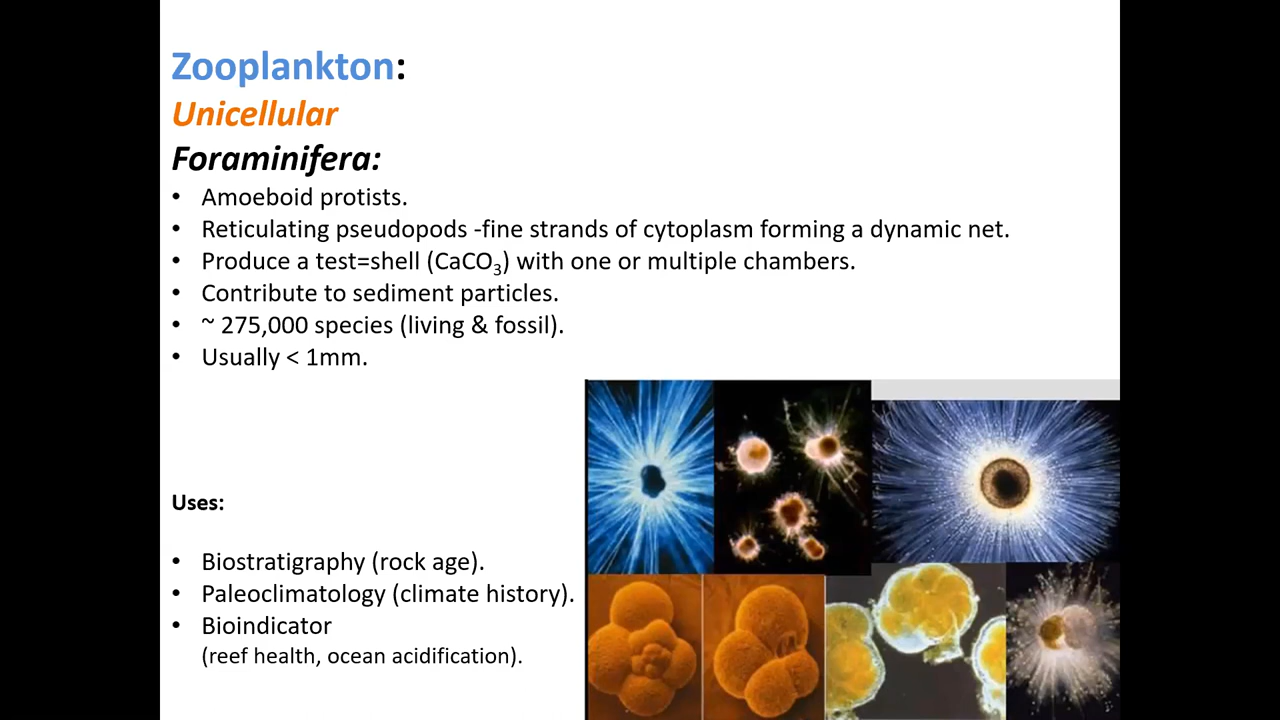 Zooplankton:
Unicellular
Foraminifera:
• Amoeboid protists.
• Reticulating pseudopods -fine strands of cytoplasm forming a dynamic net.
• Produce a test=shell (CaCO₃) with one or multiple chambers.
• Contribute to sediment particles.
• ~ 275,000 species (living & fossil).
• Usually < 1mm.
Uses:
• Biostratigraphy (rock age).
• Paleoclimatology (climate history).
• Bioindicator
(reef health, ocean acidification).